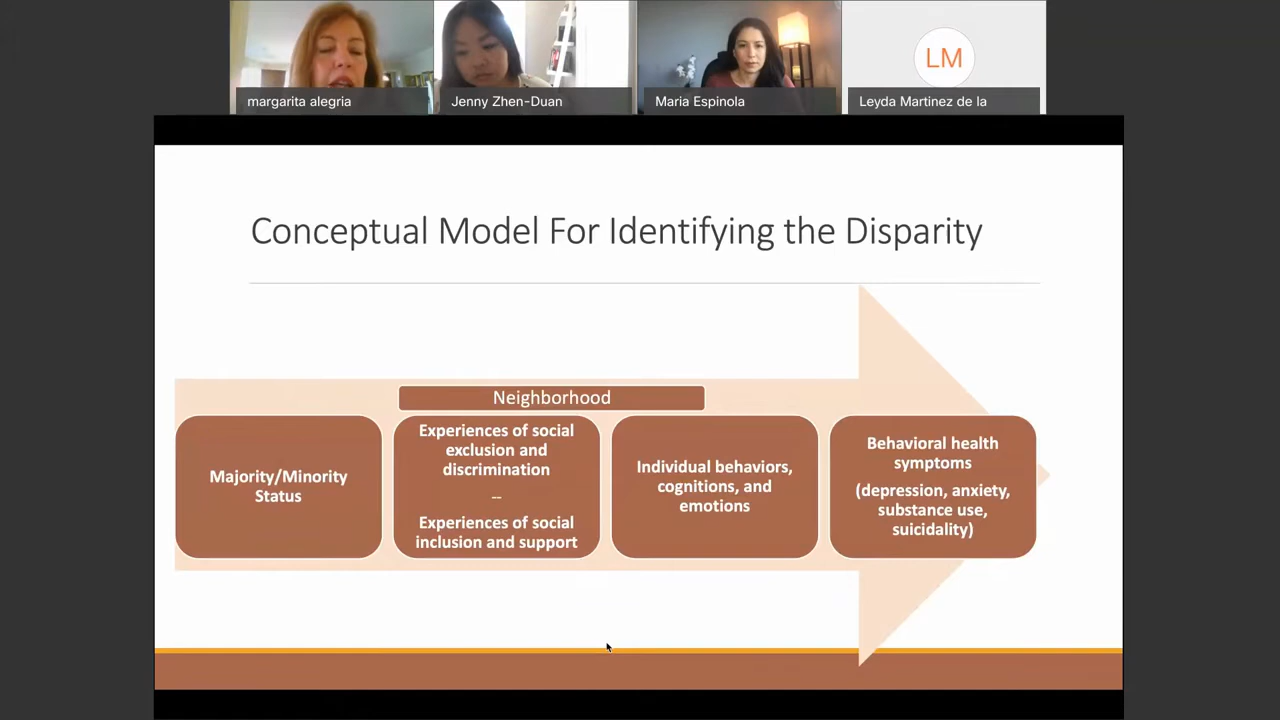 margarita alegria
Jenny Zhen-Duan
Maria Espinola
LM
Leyda Martinez de la
Conceptual Model For Identifying the Disparity
Neighborhood
Majority/Minority
Status
Experiences of social
exclusion and
discrimination
--
Experiences of social
inclusion and support
Individual behaviors,
cognitions, and
emotions
Behavioral health
symptoms
(depression, anxiety,
substance use,
suicidality)